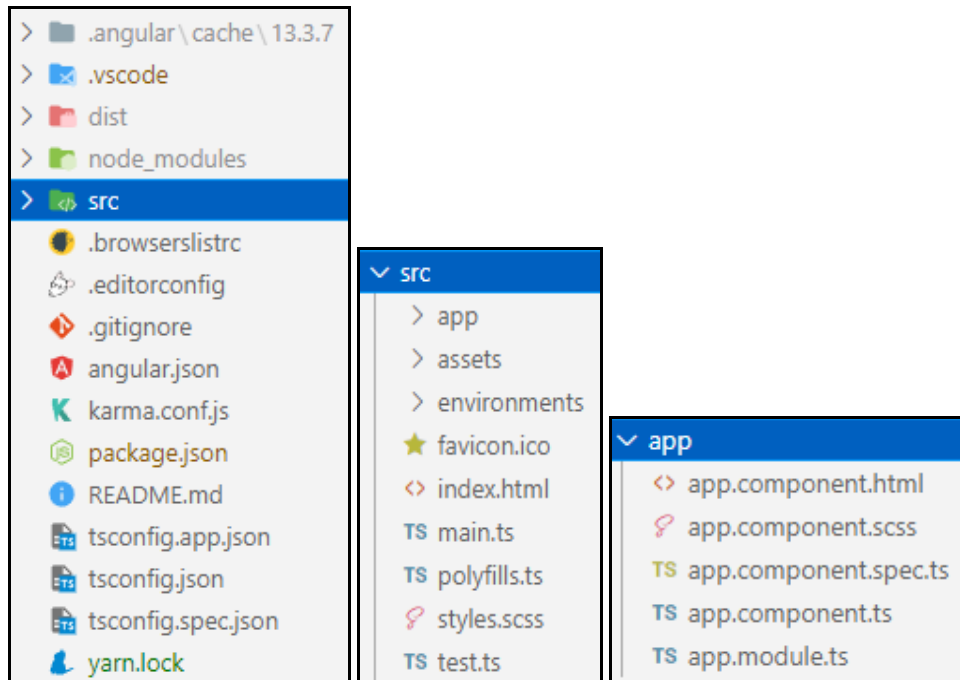 .angular\cache\13.3.7
.vscode
dist
node_modules
src
.browserslistrc
.editorconfig
.gitignore
angular.json
karma.conf.js
package.json
README.md
tsconfig.app.json
tsconfig.json
tsconfig.spec.json
yarn.lock
src
app
assets
environments
favicon.ico
index.html
TS main.ts
TS polyfills.ts
styles.scss
TS test.ts
app
app.component.html
app.component.scss
TS app.component.spec.ts
TS app.component.ts
TS app.module.ts